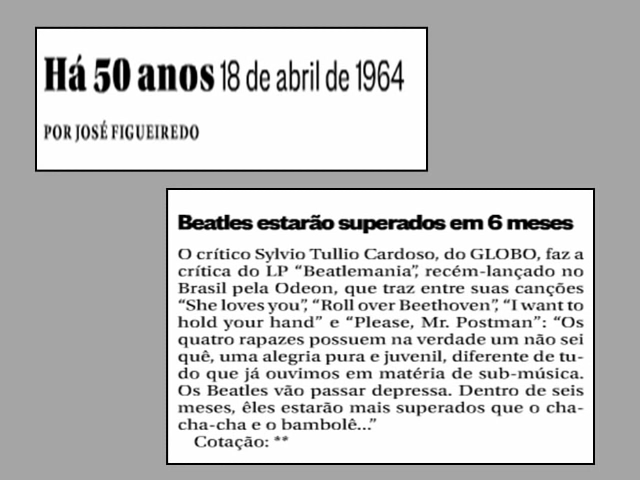 Há 50 anos 18 de abril de 1964
POR JOSÉ FIGUEIREDO
Beatles estarão superados em 6 meses
O crítico Sylvio Tullio Cardoso, do GLOBO, faz a
crítica do LP “Beatlemania”, recém-lançado no
Brasil pela Odeon, que traz entre suas canções
“She loves you”, “Roll over Beethoven”, “I want to
hold your hand” e “Please, Mr. Postman”: “Os
quatro rapazes possuem na verdade um não sei
quê, uma alegria pura e juvenil, diferente de tu-
do que já ouvimos em matéria de sub-música.
Os Beatles vão passar depressa. Dentro de seis
meses, êles estarão mais superados que o cha-
cha-cha e o bambolê...”
Cotação: **